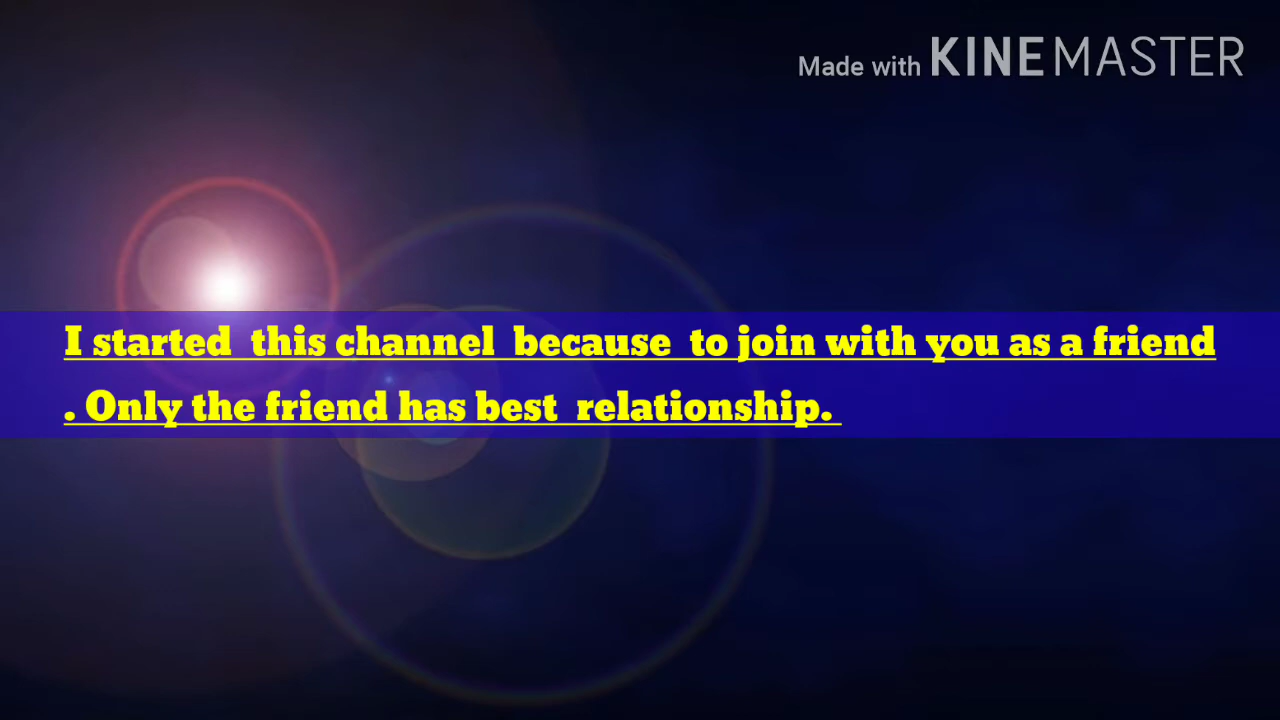 Made with KINEMASTER
I started this channel because to join with you as a friend
. Only the friend has best relationship.